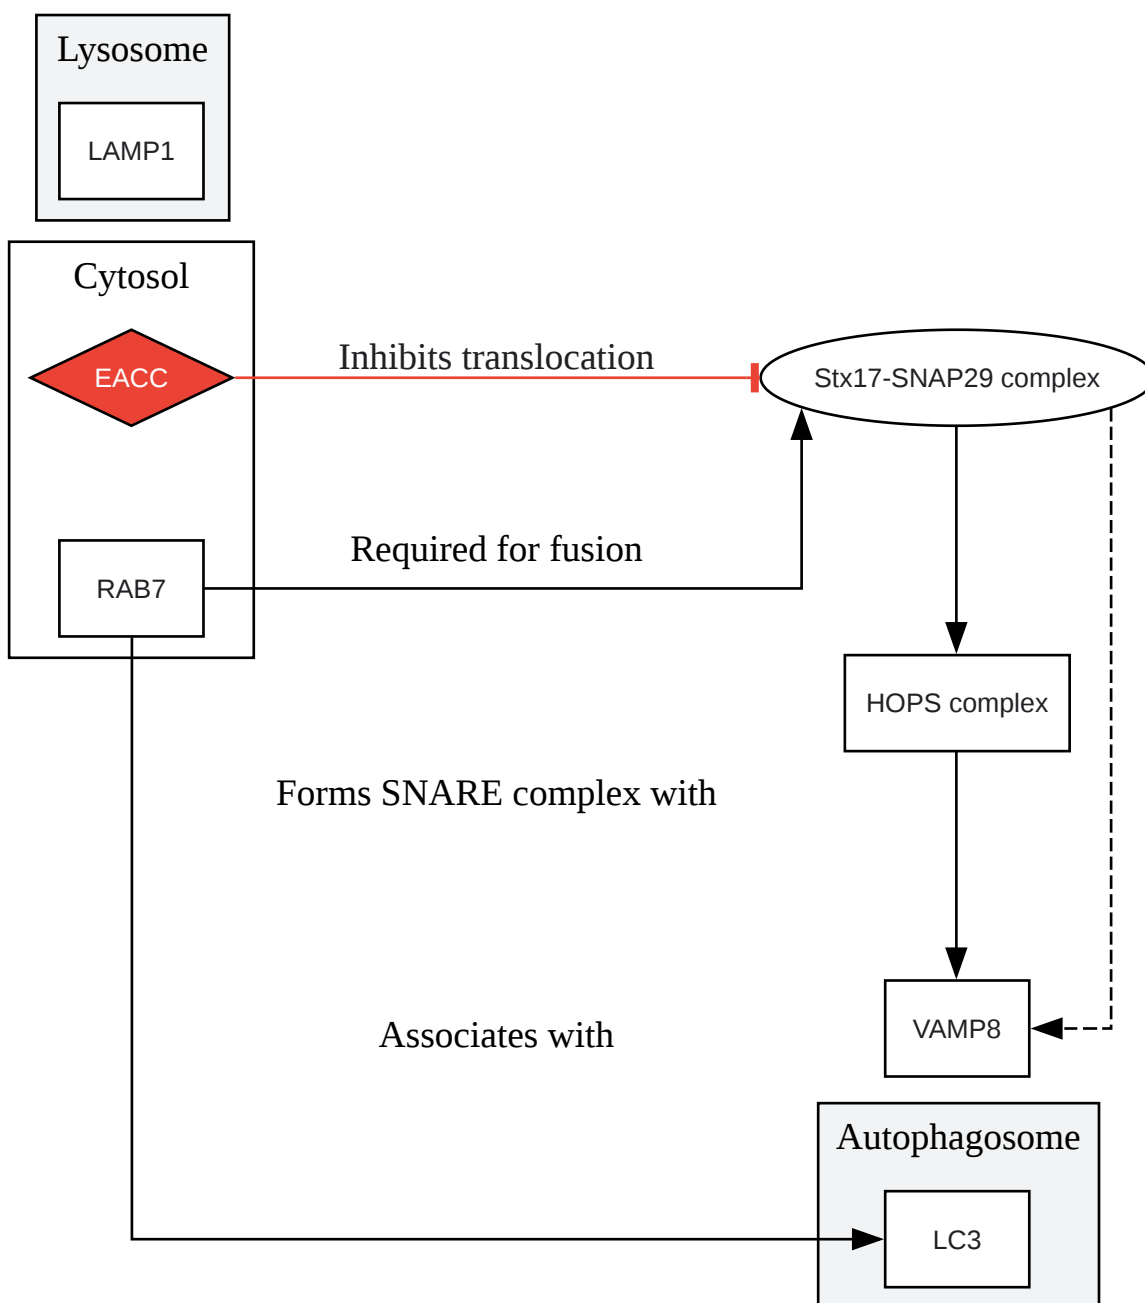 Lysosome
LAMP1
Cytosol
EACC
Inhibits translocation
Stx17-SNAP29 complex
Required for fusion
RAB7
HOPS complex
Forms SNARE complex with
Associates with
VAMP8
Autophagosome
LC3